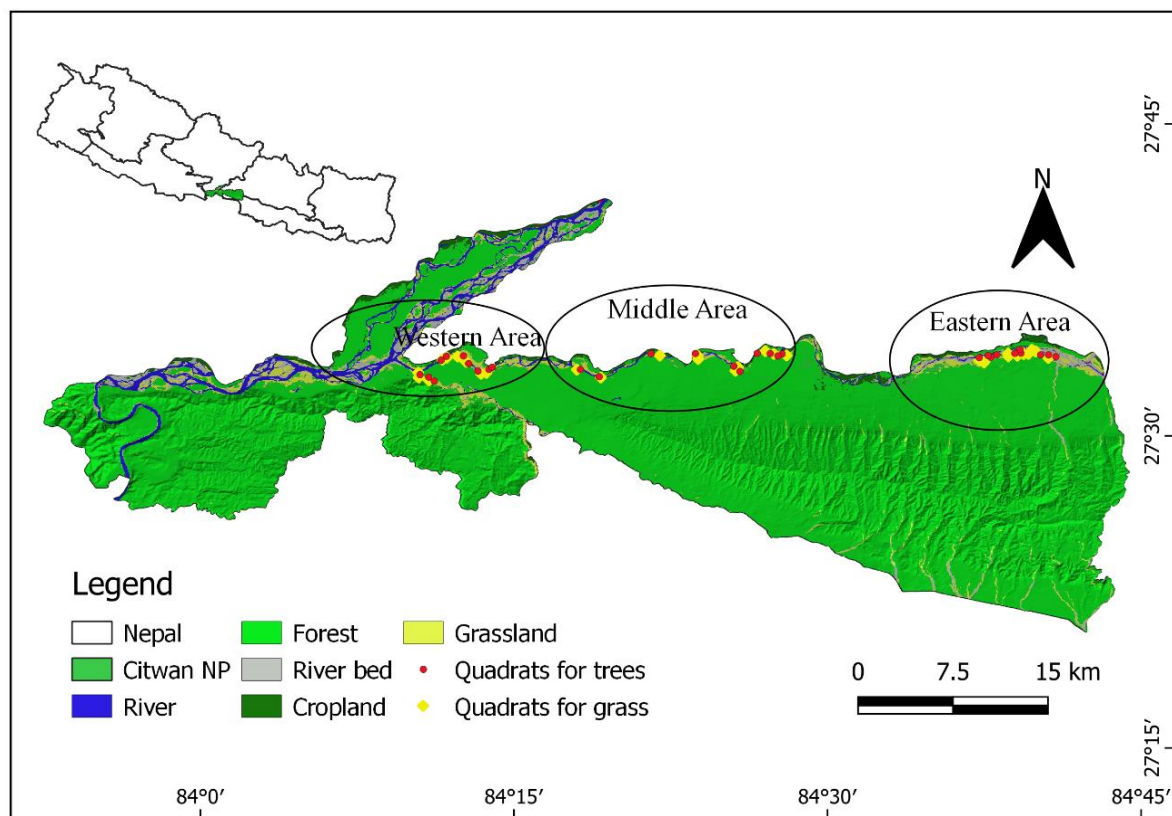 27°45'
N
Middle Area
Western Area
Eastern Area
27°30'
Legend
Nepal
Forest
Grassland
Citwan NP
River bed
Quadrats for trees
River
Cropland
Quadrats for grass
0 7.5 15 km
27°15'
84°0' 84°15' 84°30' 84°45'